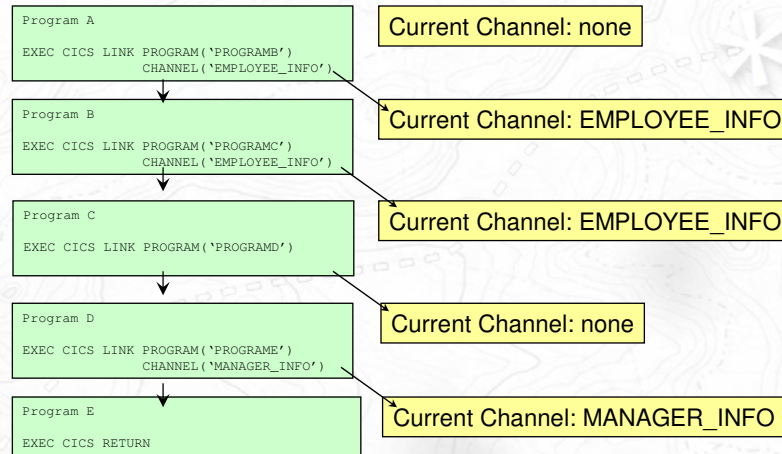 Program A
Current Channel: none
EXEC CICS LINK PROGRAM(‘PROGRAMB’)
CHANNEL(‘EMPLOYEE_INFO’)
Program B
Current Channel: EMPLOYEE_INFO
EXEC CICS LINK PROGRAM(‘PROGRAMC’)
CHANNEL(‘EMPLOYEE_INFO’)
Program C
Current Channel: EMPLOYEE_INFO
EXEC CICS LINK PROGRAM(‘PROGRAMD’)
Program D
Current Channel: none
EXEC CICS LINK PROGRAM(‘PROGRAME’)
CHANNEL(‘MANAGER_INFO’)
Program E
Current Channel: MANAGER_INFO
EXEC CICS RETURN